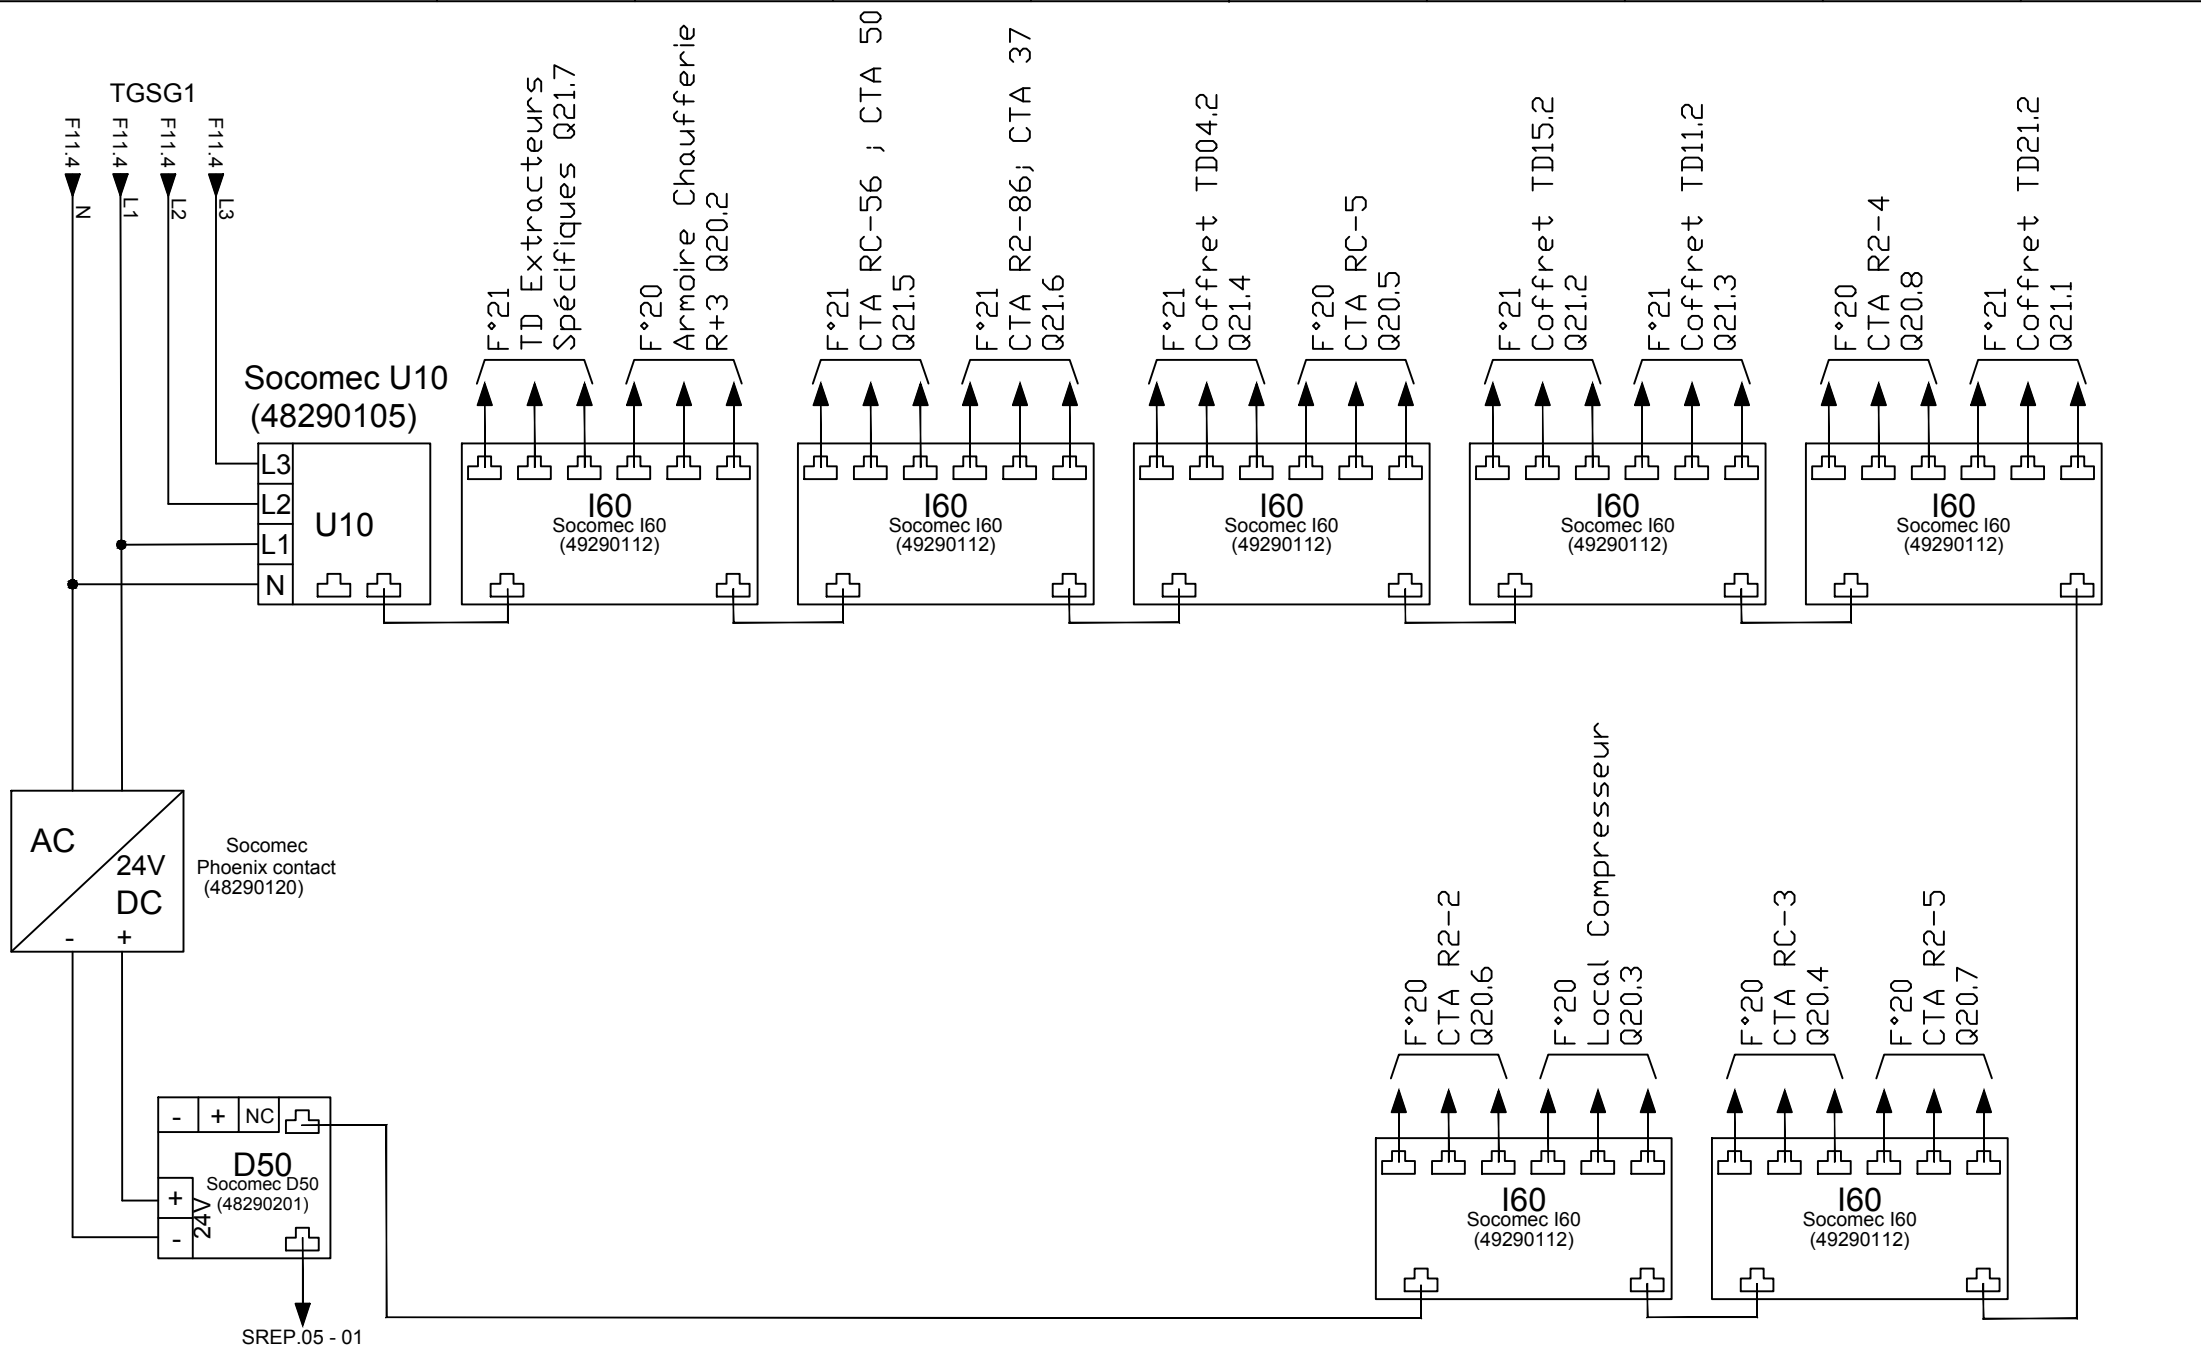 TGSG1
F11.4
F11.4
F11.4
F11.4
N
L1
L2
L3
F°21
TD Extracteurs
Spécifiques Q21.7
F°20
Armoire Chaufferie
R+3 Q20.2
F°21
CTA RC-56 ; CTA 50
Q21.5
F°21
CTA R2-86; CTA 37
Q21.6
F°21
Coffret TD04.2
Q21.4
F°20
CTA RC-5
Q20.5
F°21
Coffret TD15.2
Q21.2
F°21
Coffret TD11.2
Q21.3
F°20
CTA R2-4
Q20.8
F°21
Coffret TD21.2
Q21.1
Socomec U10
(48290105)
L3
L2
L1
N
U10
I60
Socomec I60
(49290112)
I60
Socomec I60
(49290112)
I60
Socomec I60
(49290112)
I60
Socomec I60
(49290112)
I60
Socomec I60
(49290112)
AC
24V
DC
- +
Socomec
Phoenix contact
(48290120)
F°20
CTA R2-2
Q20.6
F°20
Local Compresseur
Q20.3
F°20
CTA RC-3
Q20.4
F°20
CTA R2-5
Q20.7
- + NC
D50
Socomec D50
(48290201)
+
-
24V
I60
Socomec I60
(49290112)
I60
Socomec I60
(49290112)
SREP.05 - 01